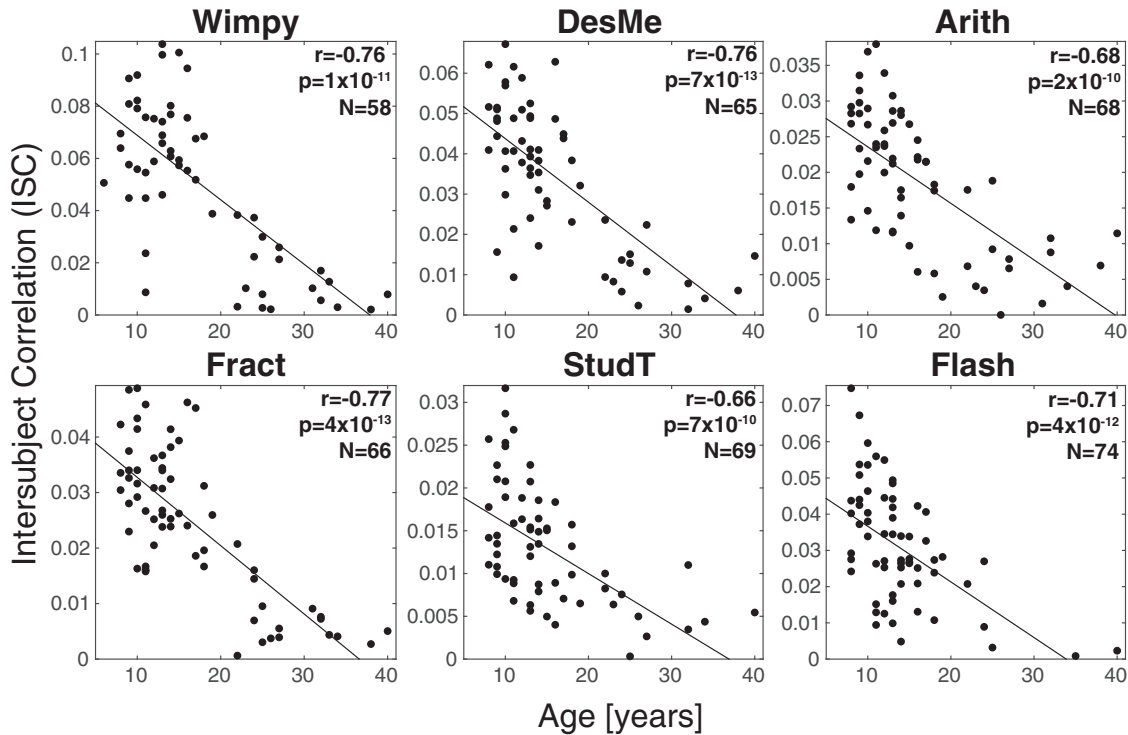 Wimpy
DesMe
Arith
r=-0.76
p=1x10⁻¹¹
N=58
r=-0.76
p=7x10⁻¹³
N=65
r=-0.68
p=2x10⁻¹⁰
N=68
0.1
0.08
0.06
0.04
0.02
0
10
20
30
40
0.06
0.05
0.04
0.03
0.02
0.01
0
10
20
30
40
0.035
0.03
0.025
0.02
0.015
0.01
0.005
0
10
20
30
40
Intersubject Correlation (ISC)
Fract
StudT
Flash
r=-0.77
p=4x10⁻¹³
N=66
r=-0.66
p=7x10⁻¹⁰
N=69
r=-0.71
p=4x10⁻¹²
N=74
0.04
0.03
0.02
0.01
0
10
20
30
40
0.03
0.025
0.02
0.015
0.01
0.005
0
10
20
30
40
0.07
0.06
0.05
0.04
0.03
0.02
0.01
0
10
20
30
40
Age [years]